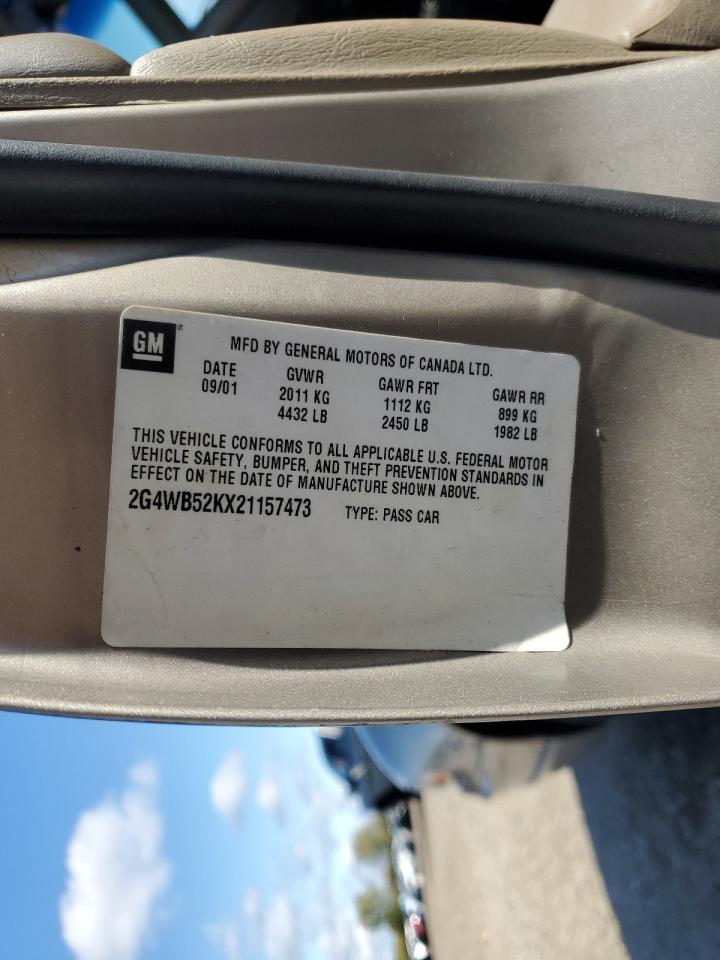 GM
MFD BY GENERAL MOTORS OF CANADA LTD.
DATE GVWR GAWR FRT GAWR RR
09/01 2011 KG 1112 KG 899 KG
4432 LB 2450 LB 1982 LB
THIS VEHICLE CONFORMS TO ALL APPLICABLE U.S. FEDERAL MOTOR
VEHICLE SAFETY, BUMPER, AND THEFT PREVENTION STANDARDS IN
EFFECT ON THE DATE OF MANUFACTURE SHOWN ABOVE.
2G4WB52KX21157473 TYPE: PASS CAR